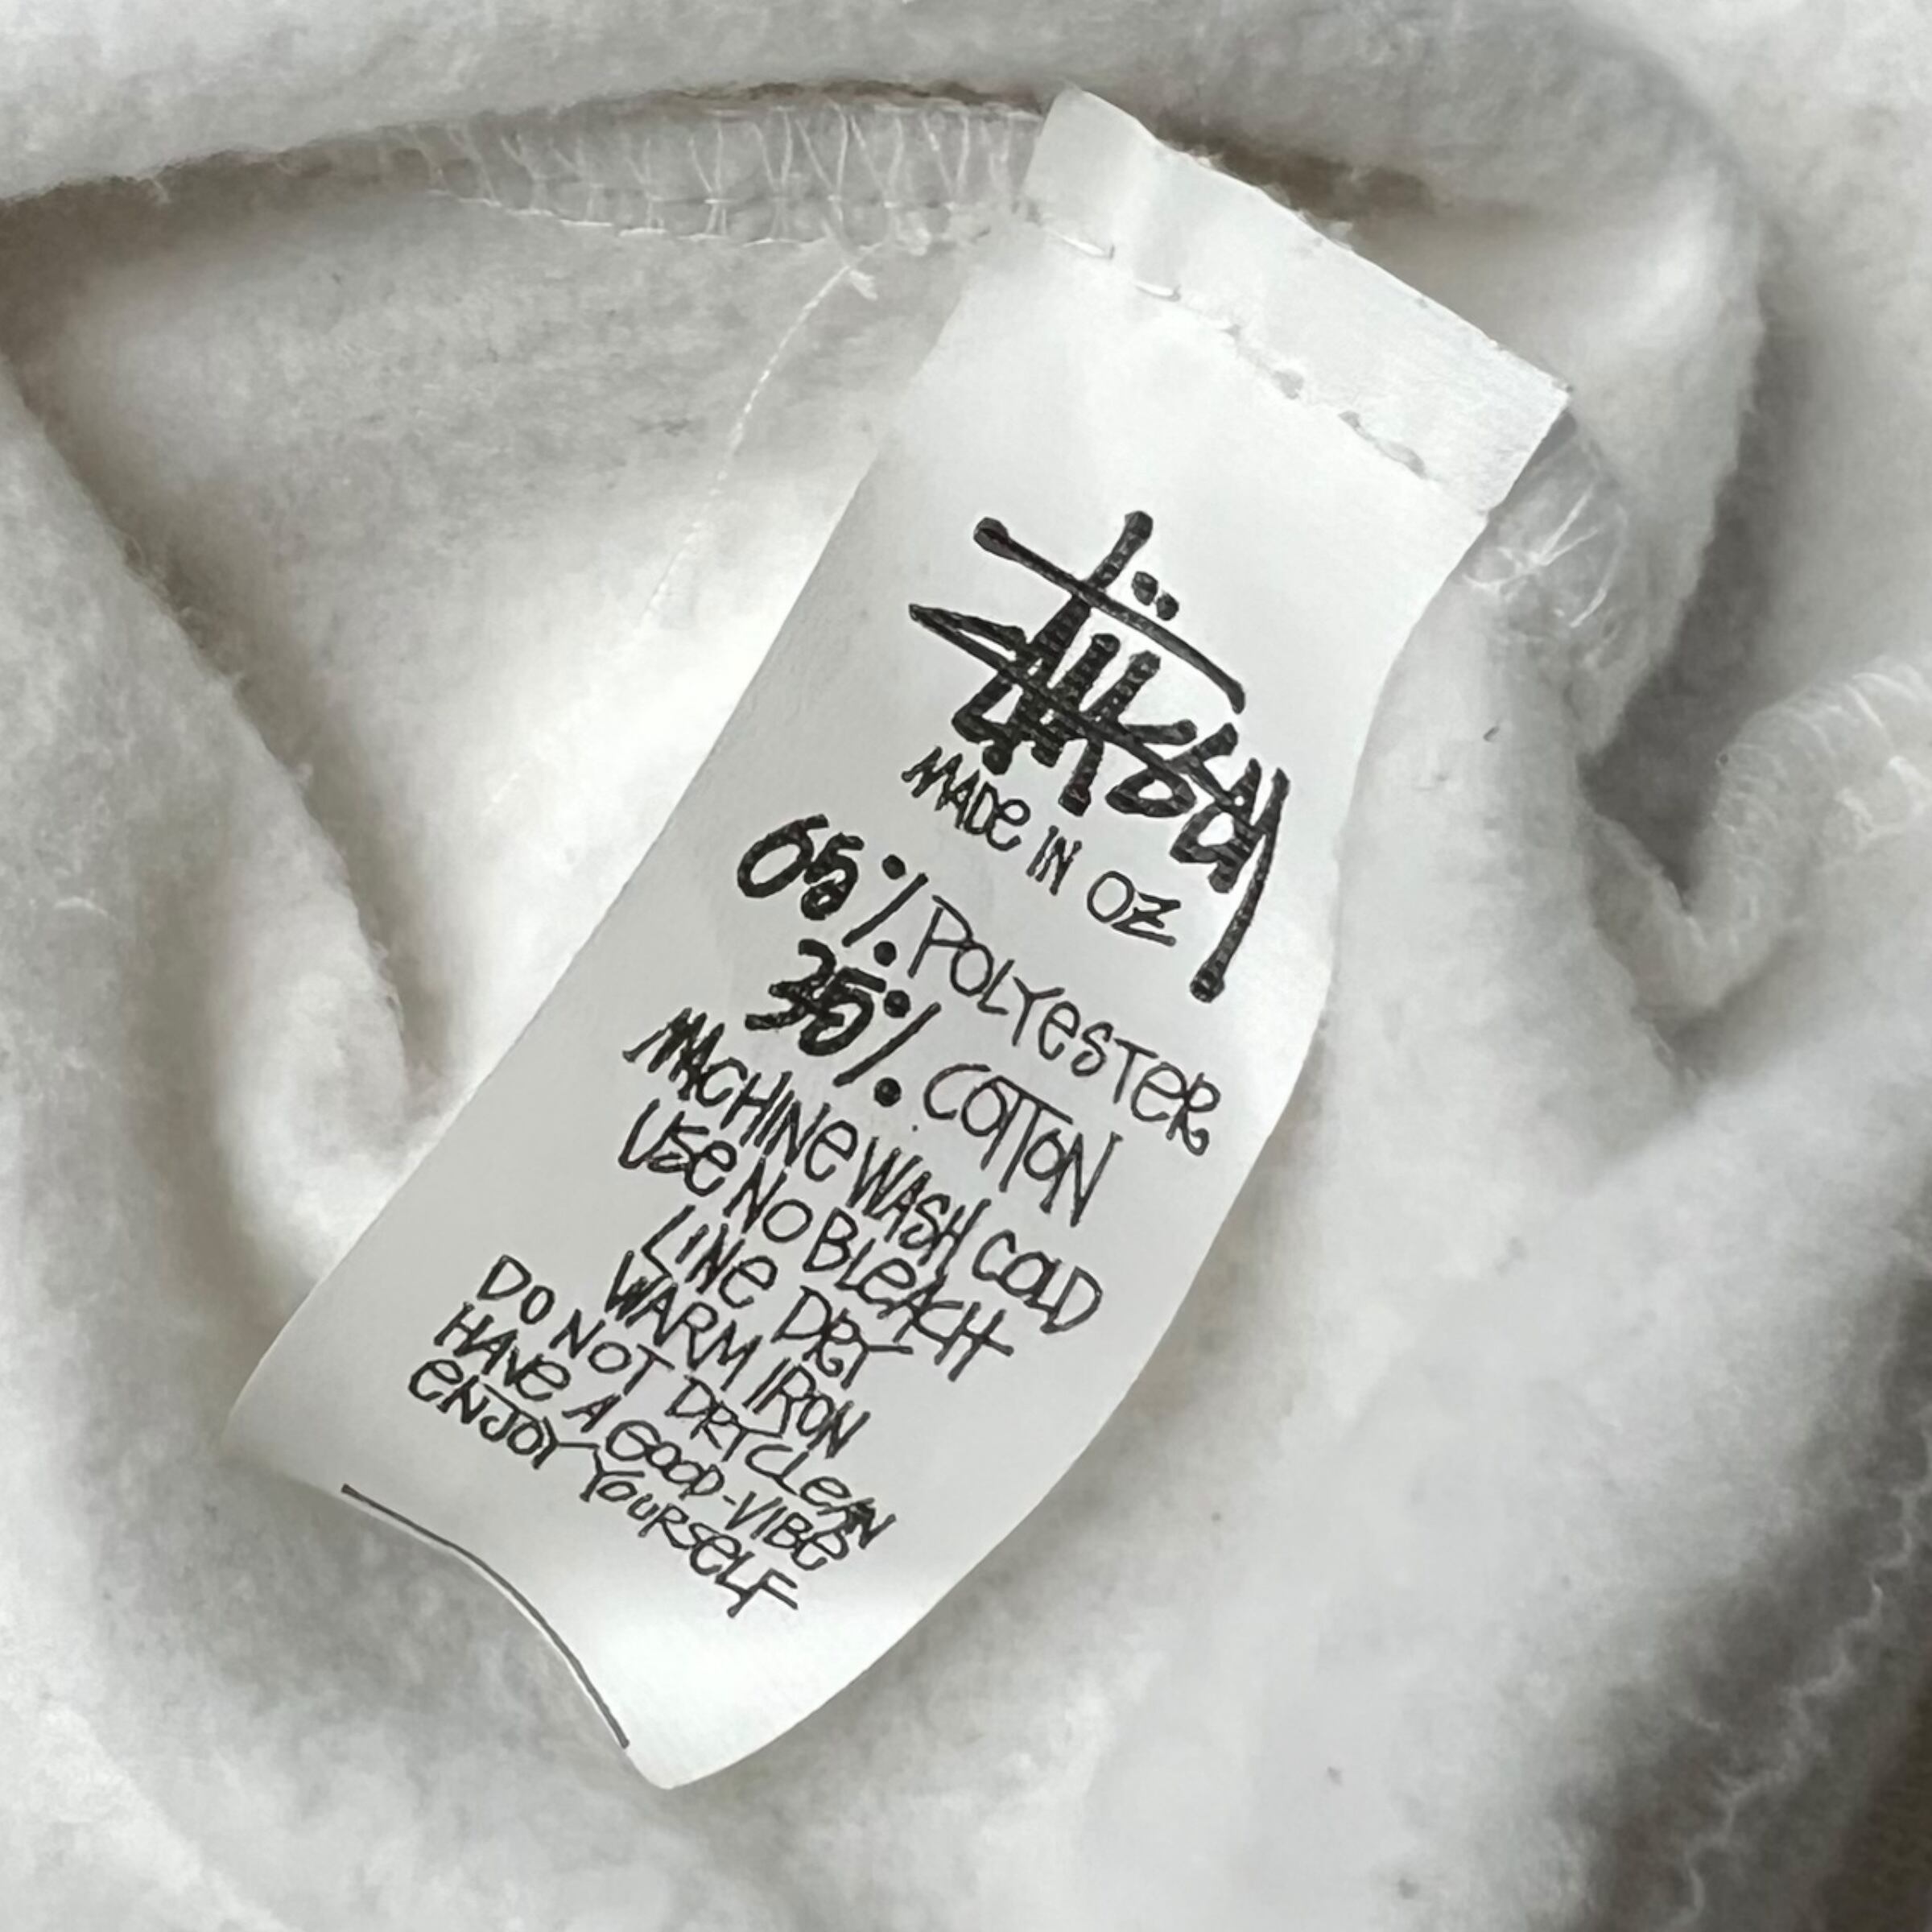 Stüssy
MADE IN OZ
65% POLYESTER
35% COTTON
MACHINE WASH COLD
USE NO BLEACH
LINE DRY
WARM IRON
DO NOT DRYCLEAN
HAVE A GOOD-VIBE
ENJOY YOURSELF